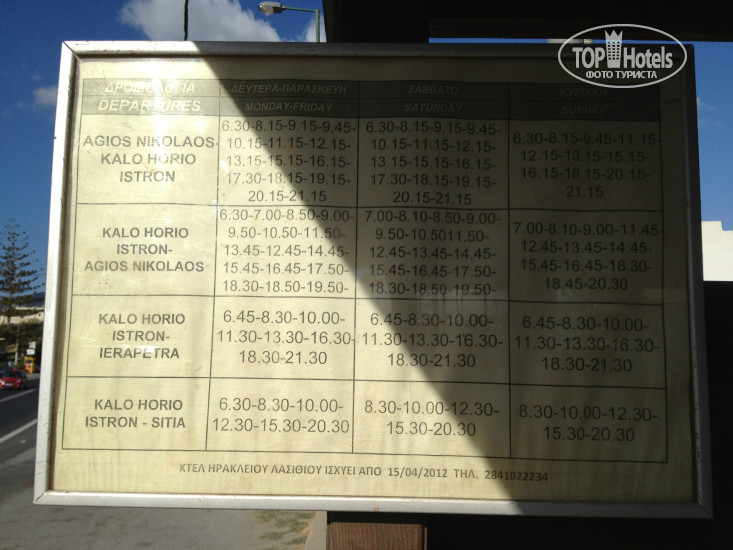 TOP Hotels
ФОТО ТУРИСТА
ΔΡΟΜΟΛΟΓΙΑ
DEPARTURES
ΔΕΥΤΕΡΑ-ΠΑΡΑΣΚΕΥΗ
MONDAY-FRIDAY
ΣΑΒΒΑΤΟ
SATURDAY
ΚΥΡΙΑΚΗ
SUNDAY
AGIOS NIKOLAOS-
KALO HORIO
ISTRON
6.30-8.15-9.15-9.45-
10.15-11.15-12.15-
13.15-15.15-16.15-
17.30-18.15-19.15-
20.15-21.15
6.30-8.15-9.15-9.45-
10.15-11.15-12.15-
13.15-15.15-16.15-
17.30-18.15-19.15-
20.15-21.15
6.30-8.15-9.45-11.15-
12.15-13.15-15.15-
16.15-18.15-20.15-
21.15
KALO HORIO
ISTRON-
AGIOS NIKOLAOS
6.30-7.00-8.50-9.00-
9.50-10.50-11.50-
13.45-12.45-14.45-
15.45-16.45-17.50-
18.30-18.50-19.50-
7.00-8.10-8.50-9.00-
9.50-10.5011.50-
12.45-13.45-14.45-
15.45-16.45-17.50-
18.30-18.50-19.50-
7.00-8.10-9.00-11.45-
12.45-13.45-14.45-
15.45-16.45-18.30-
18.45-20.30
KALO HORIO
ISTRON-
IERAPETRA
6.45-8.30-10.00-
11.30-13.30-16.30-
18.30-21.30
6.45-8.30-10.00-
11.30-13.30-16.30-
18.30-21.30
6.45-8.30-10.00-
11.30-13.30-16.30-
18.30-21.30
KALO HORIO
ISTRON - SITIA
6.30-8.30-10.00-
12.30-15.30-20.30
8.30-10.00-12.30-
15.30-20.30
8.30-10.00-12.30-
15.30-20.30
ΚΤΕΛ ΗΡΑΚΛΕΙΟΥ ΛΑΣΙΘΙΟΥ ΙΣΧΥΕΙ ΑΠΟ 15/04/2012 ΤΗΛ. 2841022234